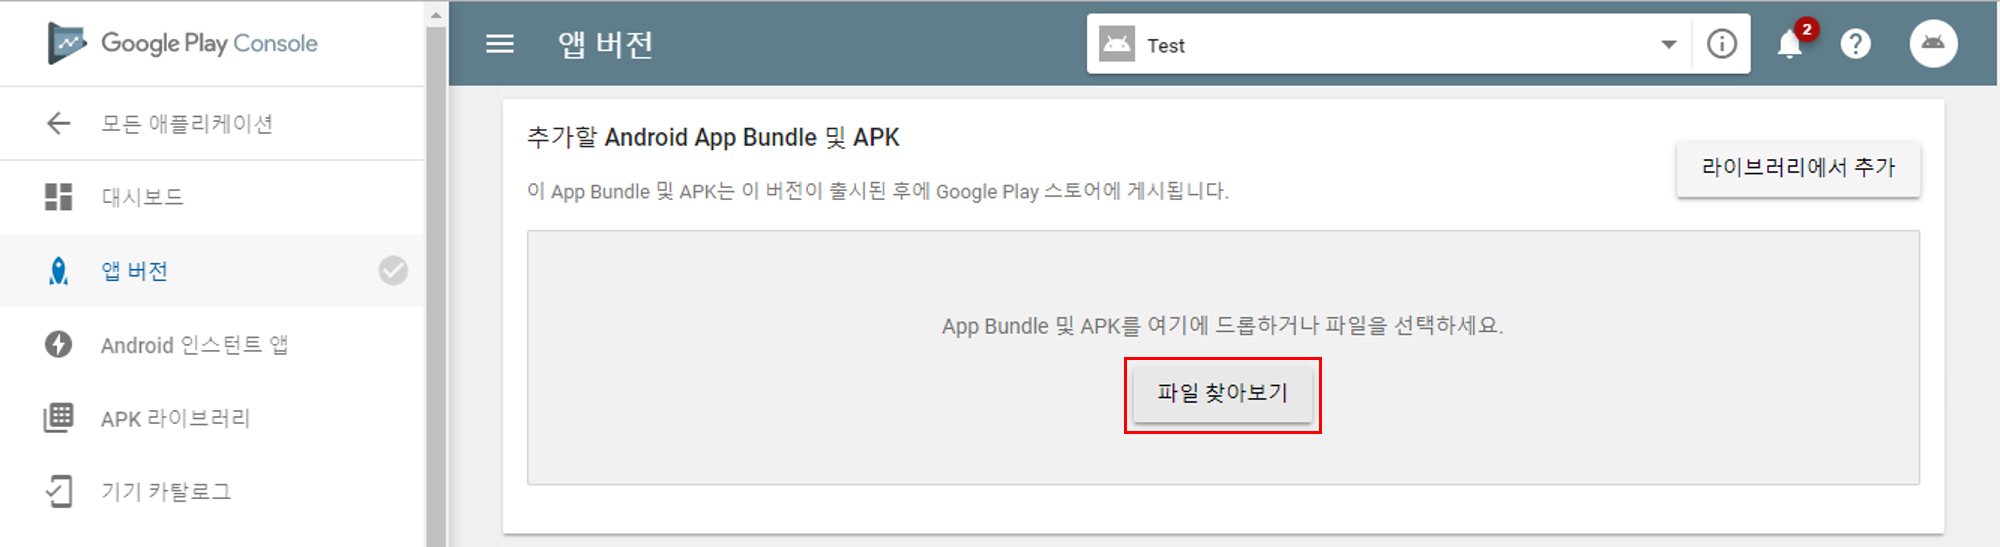 Google Play Console
모든 애플리케이션
대시보드
앱 버전
Android 인스턴트 앱
APK 라이브러리
기기 카탈로그
앱 버전
Test
2
추가할 Android App Bundle 및 APK
이 App Bundle 및 APK는 이 버전이 출시된 후에 Google Play 스토어에 게시됩니다.
라이브러리에서 추가
App Bundle 및 APK를 여기에 드롭하거나 파일을 선택하세요.
파일 찾아보기